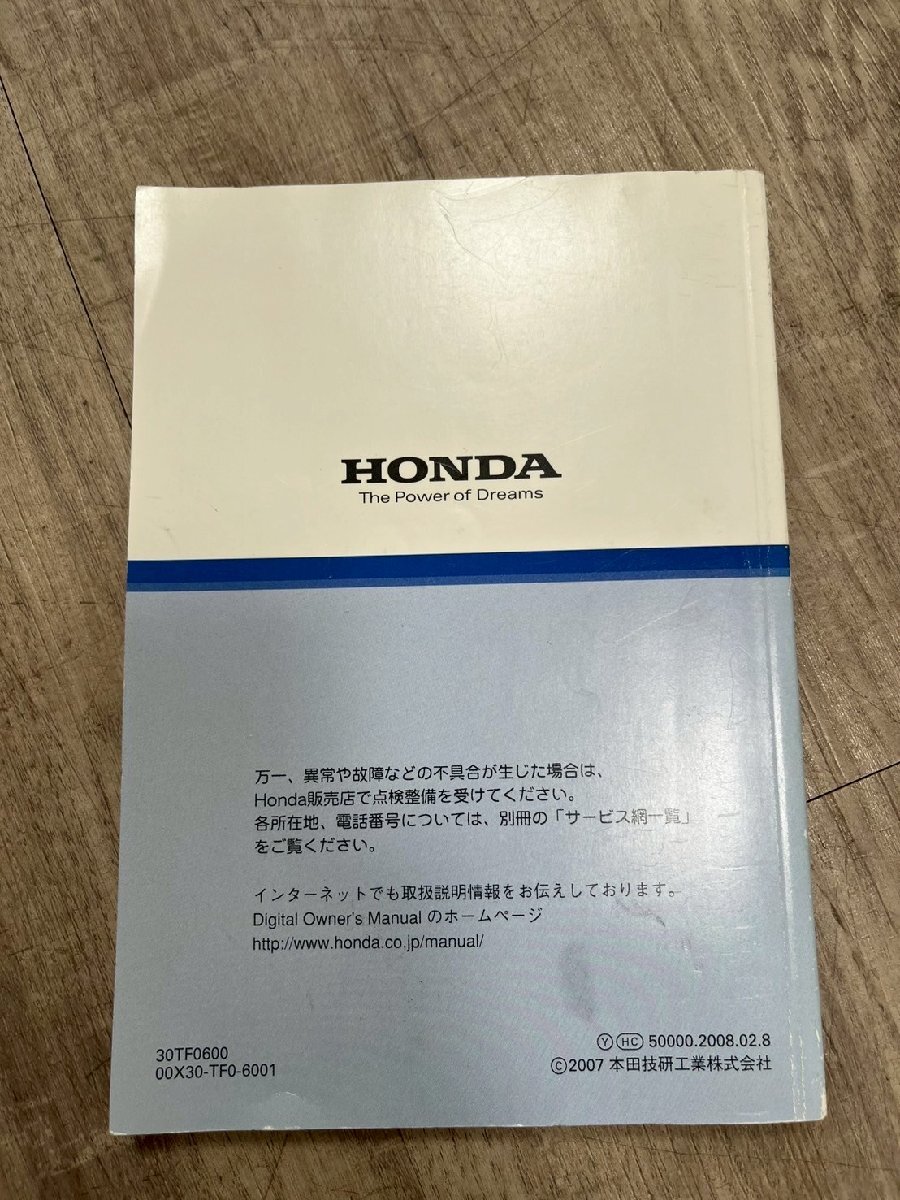 HONDA
The Power of Dreams
万一、異常や故障などの不具合が生じた場合は、
Honda販売店で点検整備を受けてください。
各所在地、電話番号については、別冊の「サービス網一覧」
をご覧ください。
インターネットでも取扱説明情報をお伝えしております。
Digital Owner's Manual のホームページ
http://www.honda.co.jp/manual/
30TF0600
00X30-TF0-6001
Ⓨ HC 50000.2008.02.8
©2007 本田技研工業株式会社